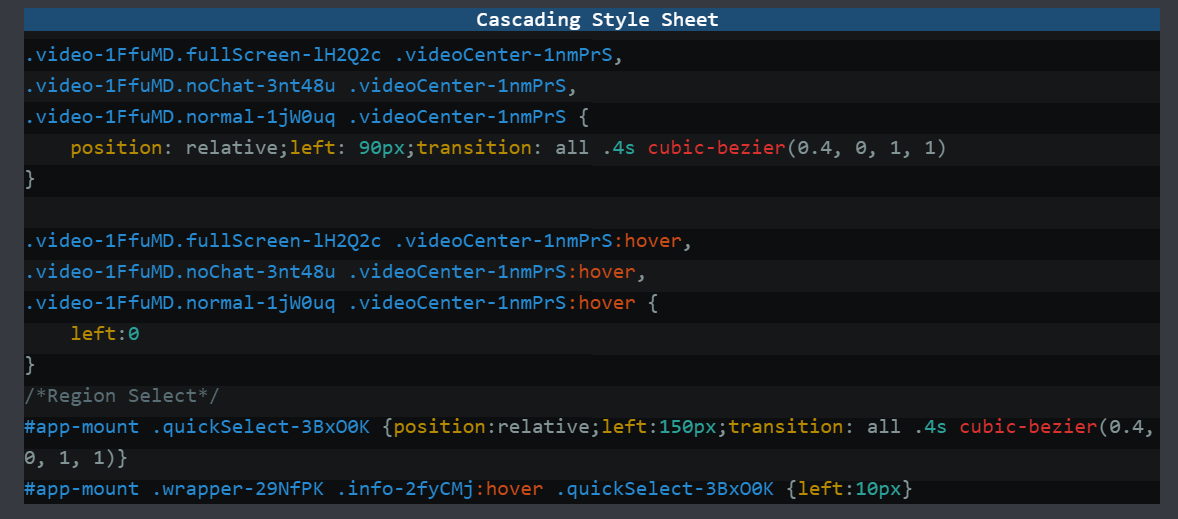 Cascading Style Sheet
.video-1FfuMD.fullScreen-lH2Q2c .videoCenter-1nmPrS,
.video-1FfuMD.noChat-3nt48u .videoCenter-1nmPrS,
.video-1FfuMD.normal-1jW0uq .videoCenter-1nmPrS {
    position: relative;left: 90px;transition: all .4s cubic-bezier(0.4, 0, 1, 1)
}

.video-1FfuMD.fullScreen-lH2Q2c .videoCenter-1nmPrS:hover,
.video-1FfuMD.noChat-3nt48u .videoCenter-1nmPrS:hover,
.video-1FfuMD.normal-1jW0uq .videoCenter-1nmPrS:hover {
    left:0
}
/*Region Select*/
#app-mount .quickSelect-3BxO0K {position:relative;left:150px;transition: all .4s cubic-bezier(0.4,
0, 1, 1)}
#app-mount .wrapper-29NfPK .info-2fyCMj:hover .quickSelect-3BxO0K {left:10px}